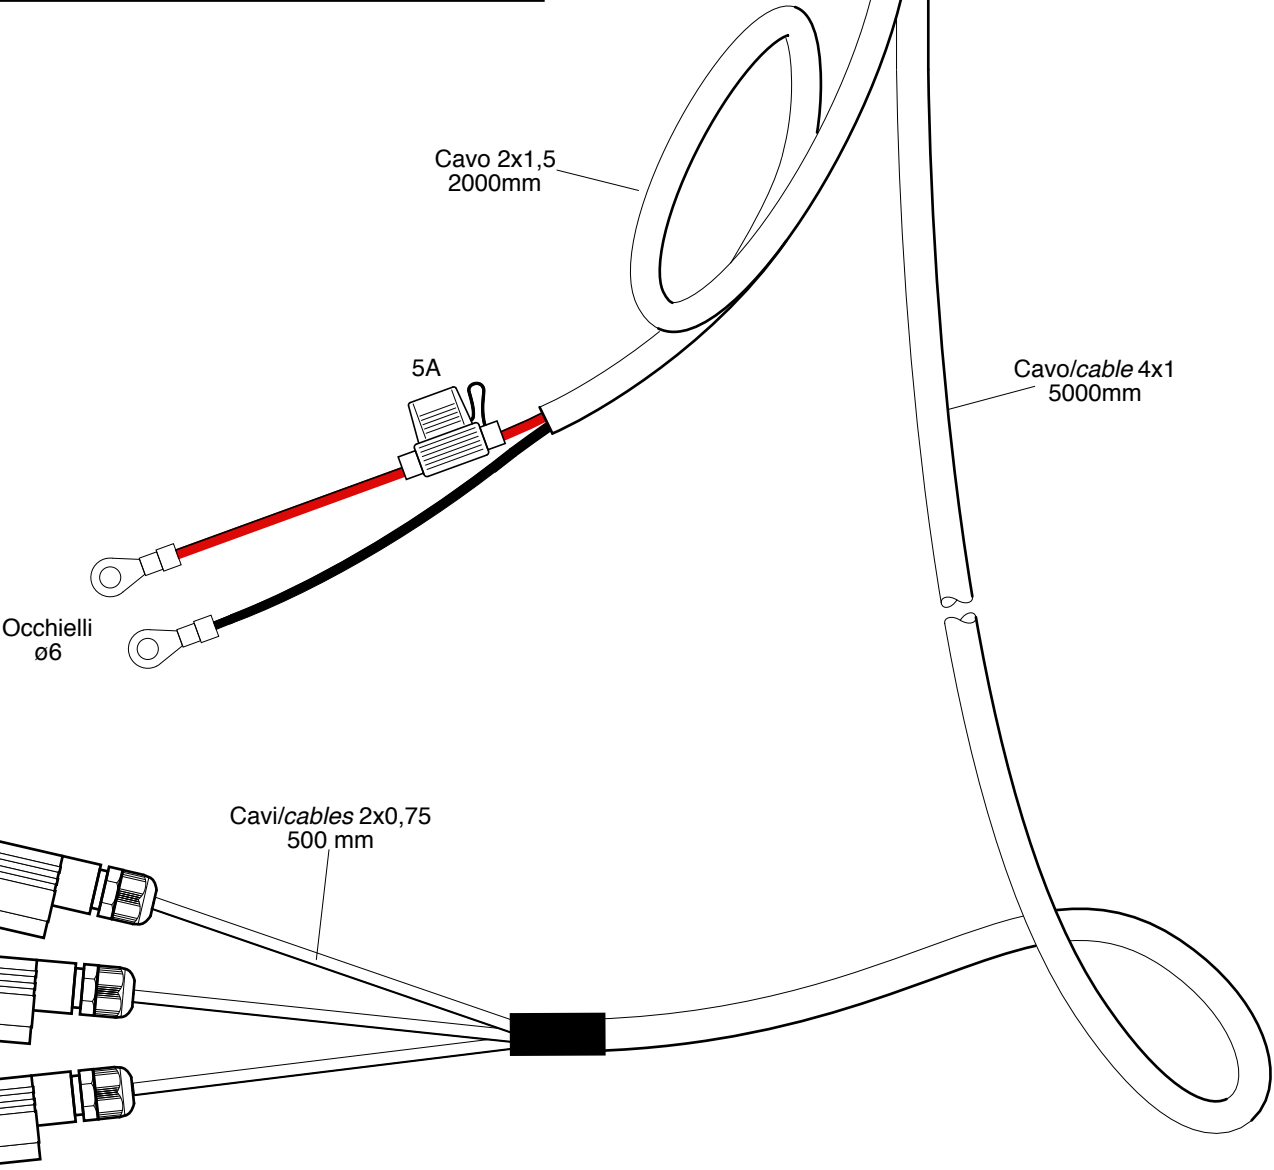 Cavo 2x1,5
2000mm
5A
Cavo/cable 4x1
5000mm
Occhielli
ø6
Cavi/cables 2x0,75
500 mm